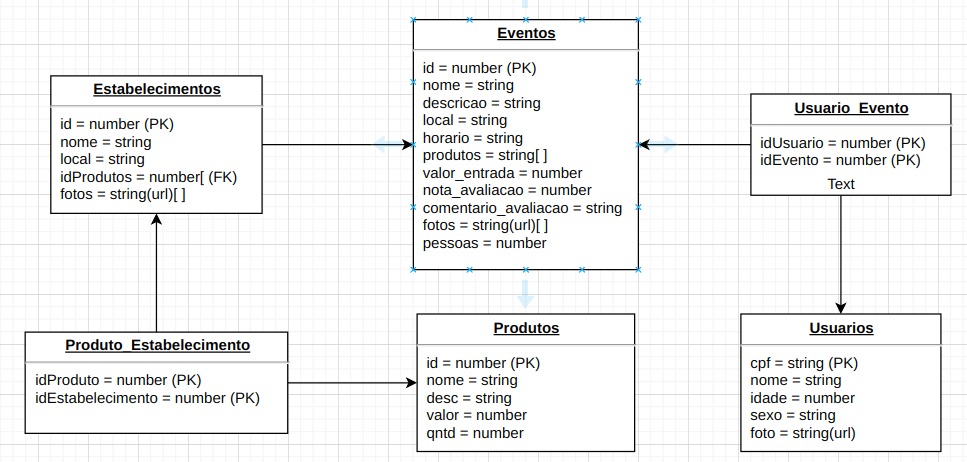 Eventos
id = number (PK)
nome = string
descricao = string
local = string
horario = string
produtos = string[ ]
valor_entrada = number
nota_avaliacao = number
comentario_avaliacao = string
fotos = string(url)[ ]
pessoas = number
Estabelecimentos
id = number (PK)
nome = string
local = string
idProdutos = number[ (FK)
fotos = string(url)[ ]
Usuario_Evento
idUsuario = number (PK)
idEvento = number (PK)
Text
Produto_Estabelecimento
idProduto = number (PK)
idEstabelecimento = number (PK)
Produtos
id = number (PK)
nome = string
desc = string
valor = number
qntd = number
Usuarios
cpf = string (PK)
nome = string
idade = number
sexo = string
foto = string(url)